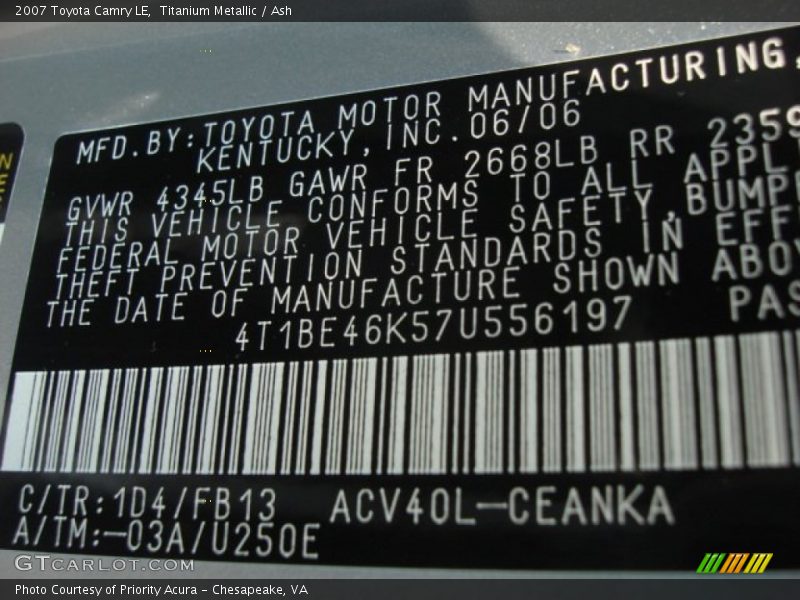 2007 Toyota Camry LE, Titanium Metallic / Ash
MFD.BY:TOYOTA MOTOR MANUFACTURING,
KENTUCKY,INC.06/06
GVWR 4345LB GAWR FR 2668LB RR 2359
THIS VEHICLE CONFORMS TO ALL APPL
FEDERAL MOTOR VEHICLE SAFETY,BUMP
THEFT PREVENTION STANDARDS IN EFF
THE DATE OF MANUFACTURE SHOWN ABO
4T1BE46K57U556197 PAS
C/TR:1D4/FB13 ACV40L-CEANKA
A/TM:-03A/U250E
GTCARLOT.COM
Photo Courtesy of Priority Acura - Chesapeake, VA